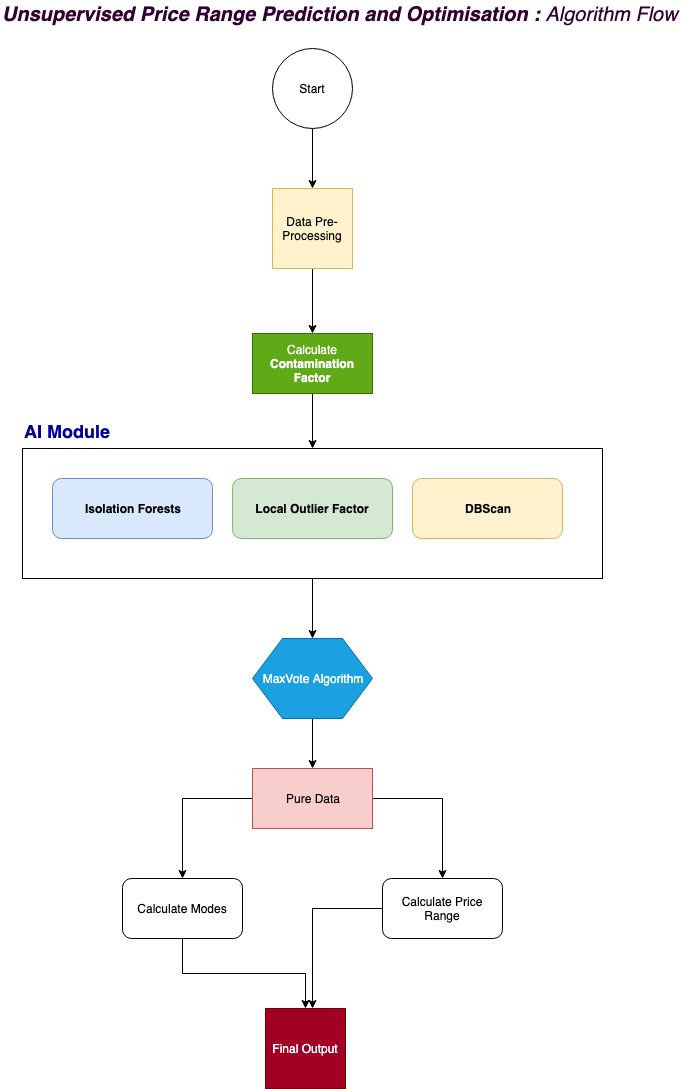 Unsupervised Price Range Prediction and Optimisation : Algorithm Flow
Start
Data Pre-
Processing
Calculate
Contamination
Factor
AI Module
Isolation Forests
Local Outlier Factor
DBScan
MaxVote Algorithm
Pure Data
Calculate Modes
Calculate Price
Range
Final Output